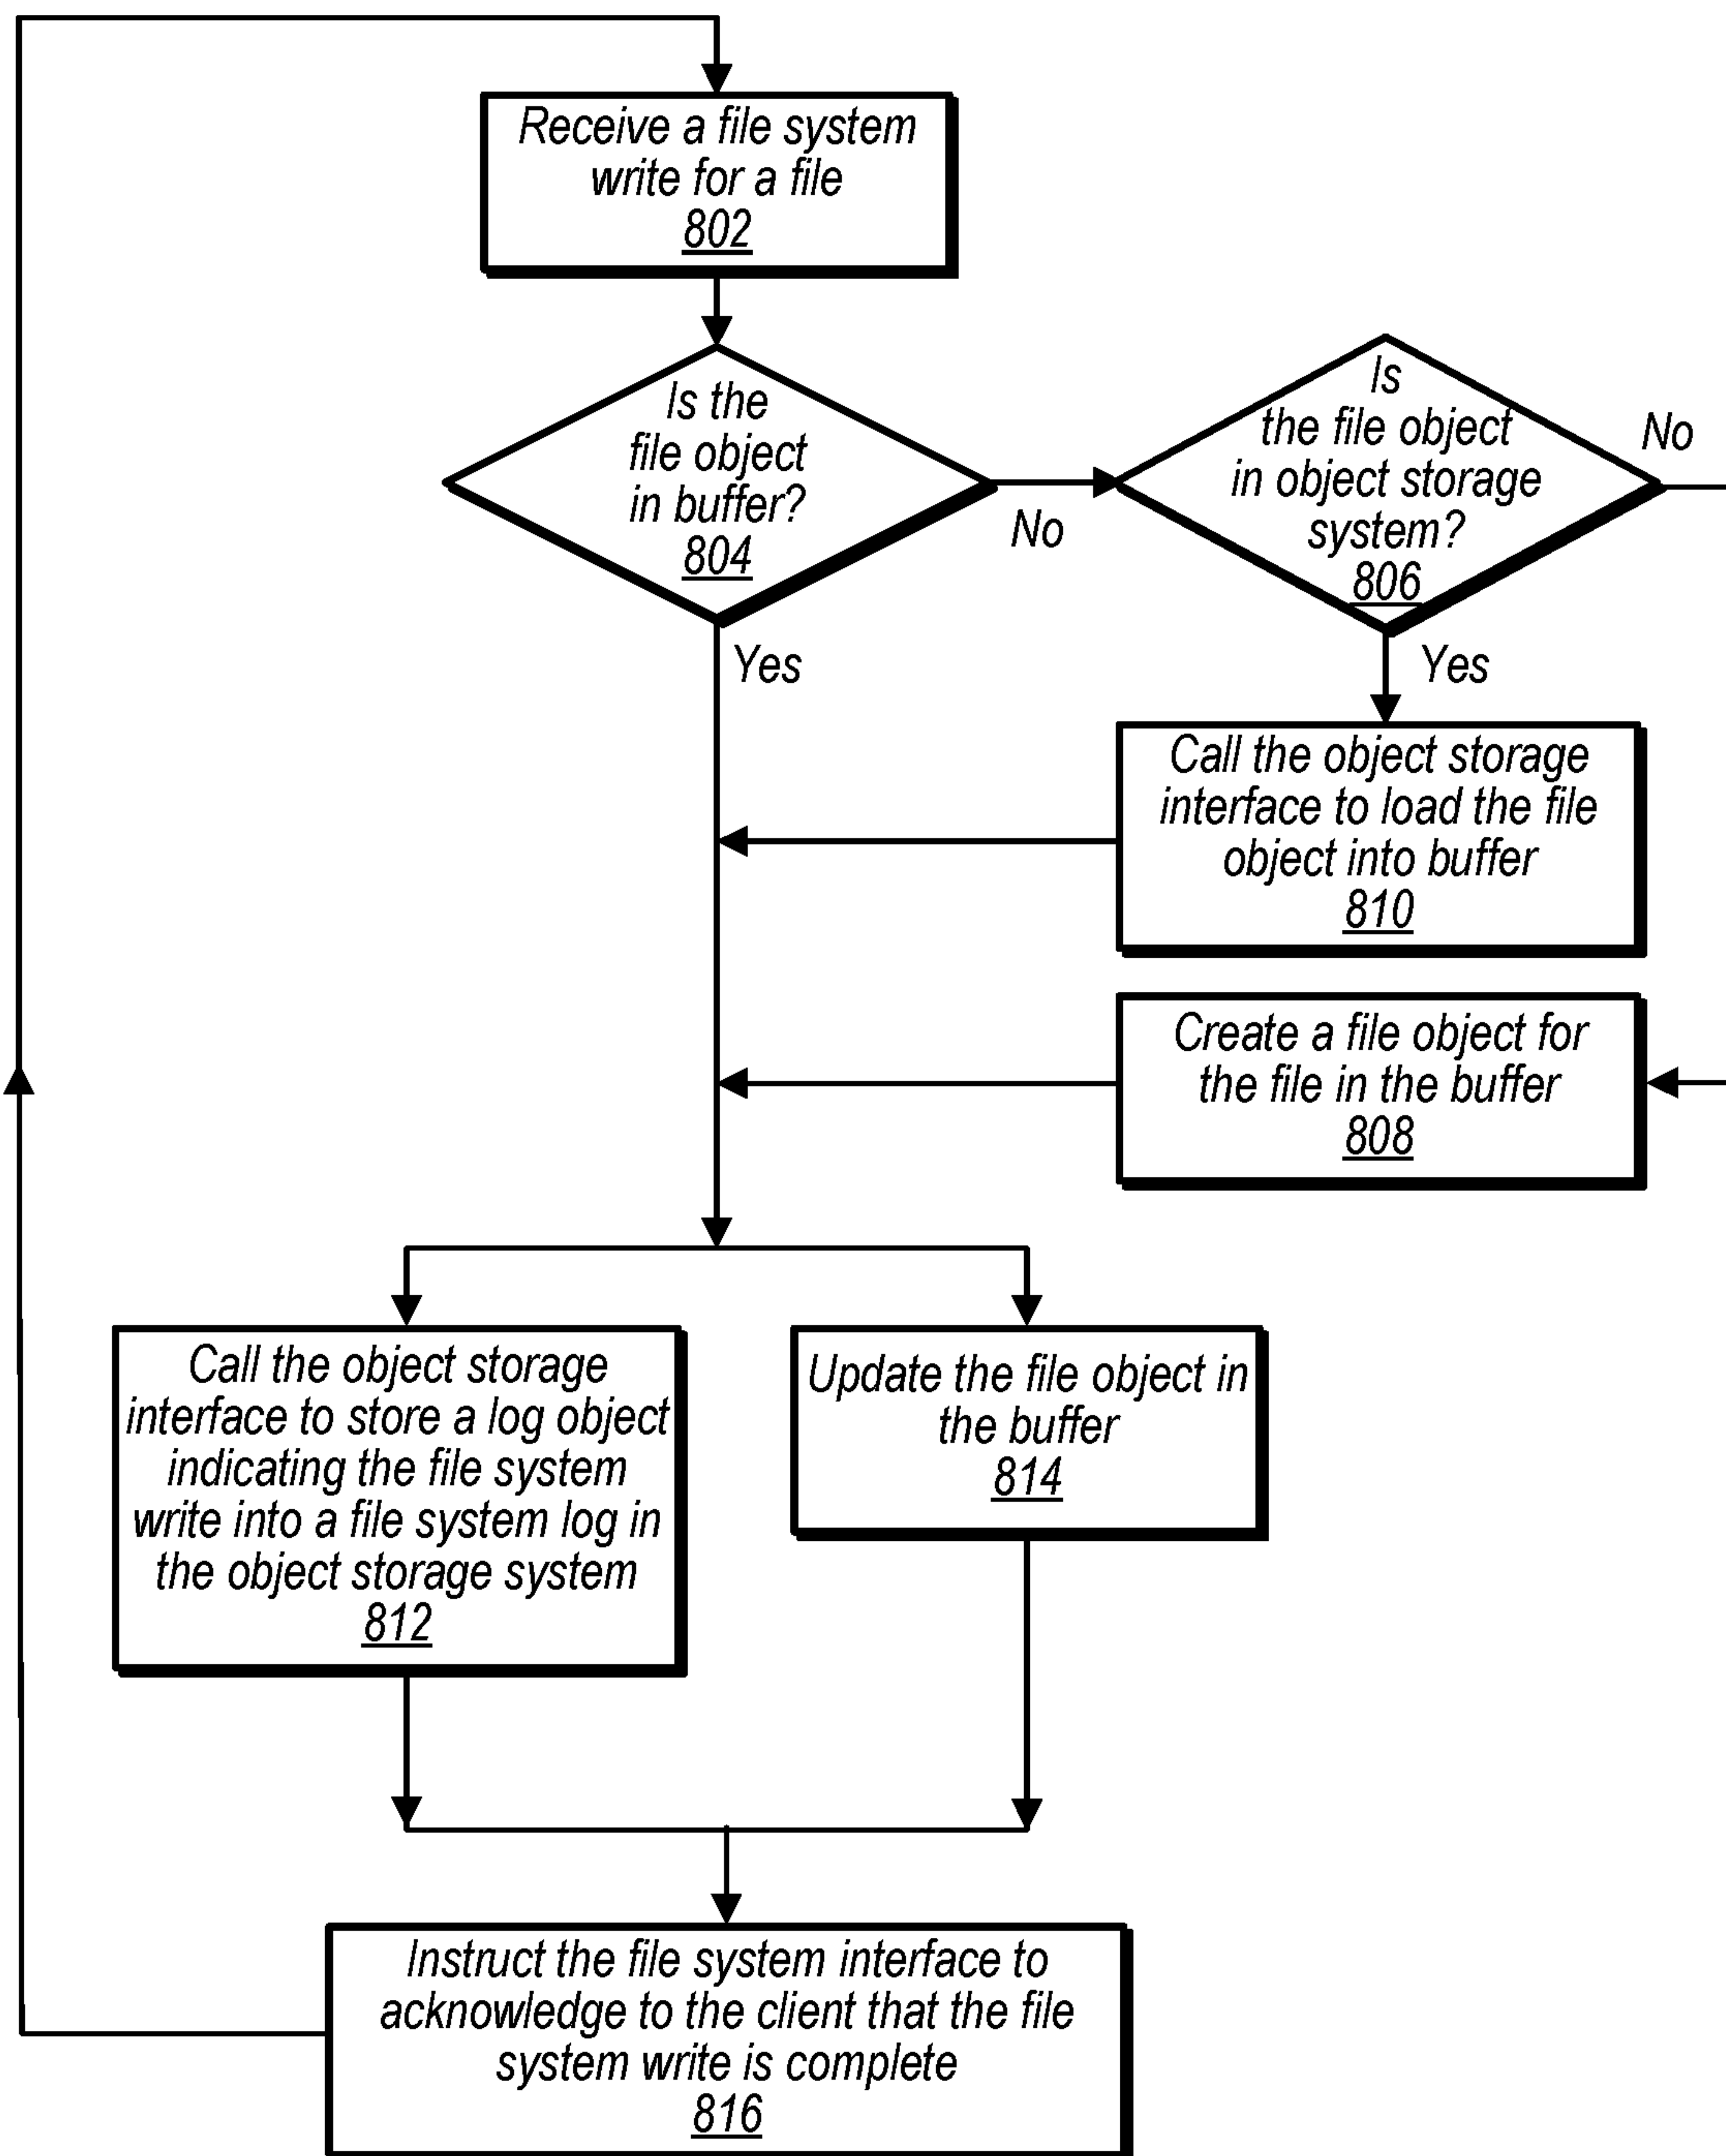 Receive a file system
write for a file
802
Is the
file object
in buffer?
804
No
Is
the file object
in object storage
system?
806
No
Yes
Yes
Call the object storage
interface to load the file
object into buffer
810
Create a file object for
the file in the buffer
808
Call the object storage
interface to store a log object
indicating the file system
write into a file system log in
the object storage system
812
Update the file object in
the buffer
814
Instruct the file system interface to
acknowledge to the client that the file
system write is complete
816